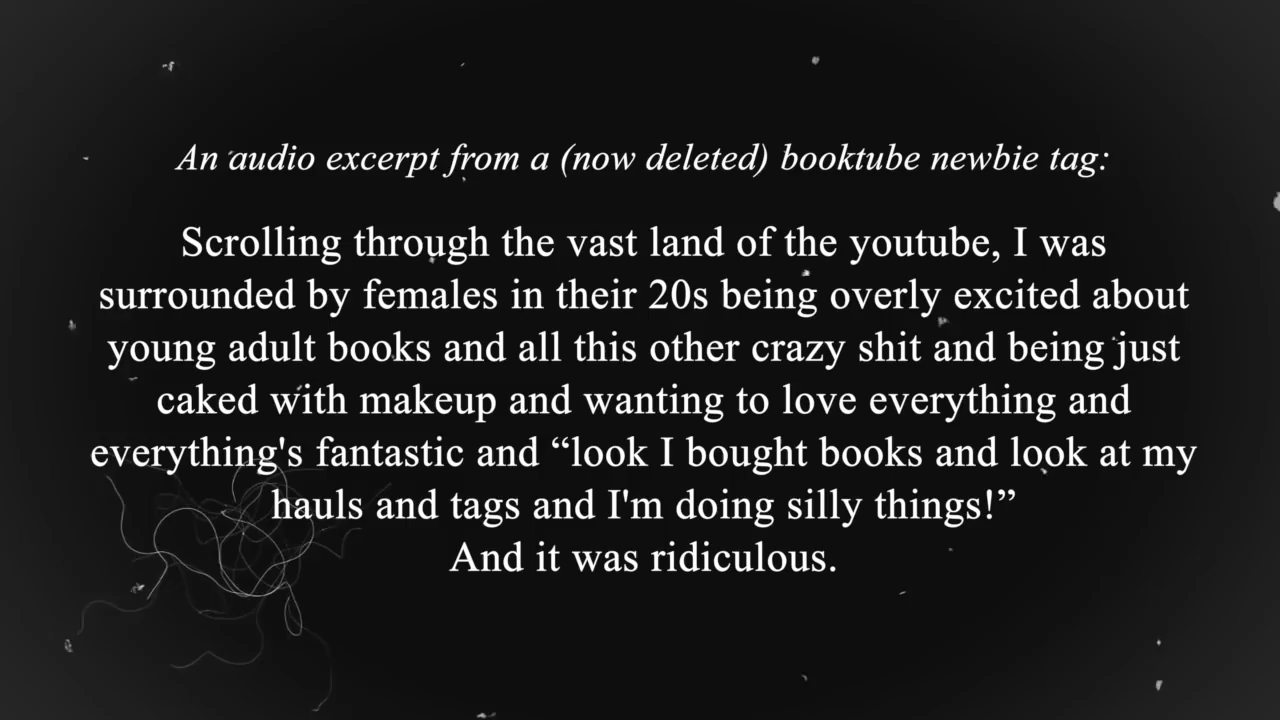 An audio excerpt from a (now deleted) booktube newbie tag:
Scrolling through the vast land of the youtube, I was
surrounded by females in their 20s being overly excited about
young adult books and all this other crazy shit and being just
caked with makeup and wanting to love everything and
everything's fantastic and “look I bought books and look at my
hauls and tags and I'm doing silly things!”
And it was ridiculous.